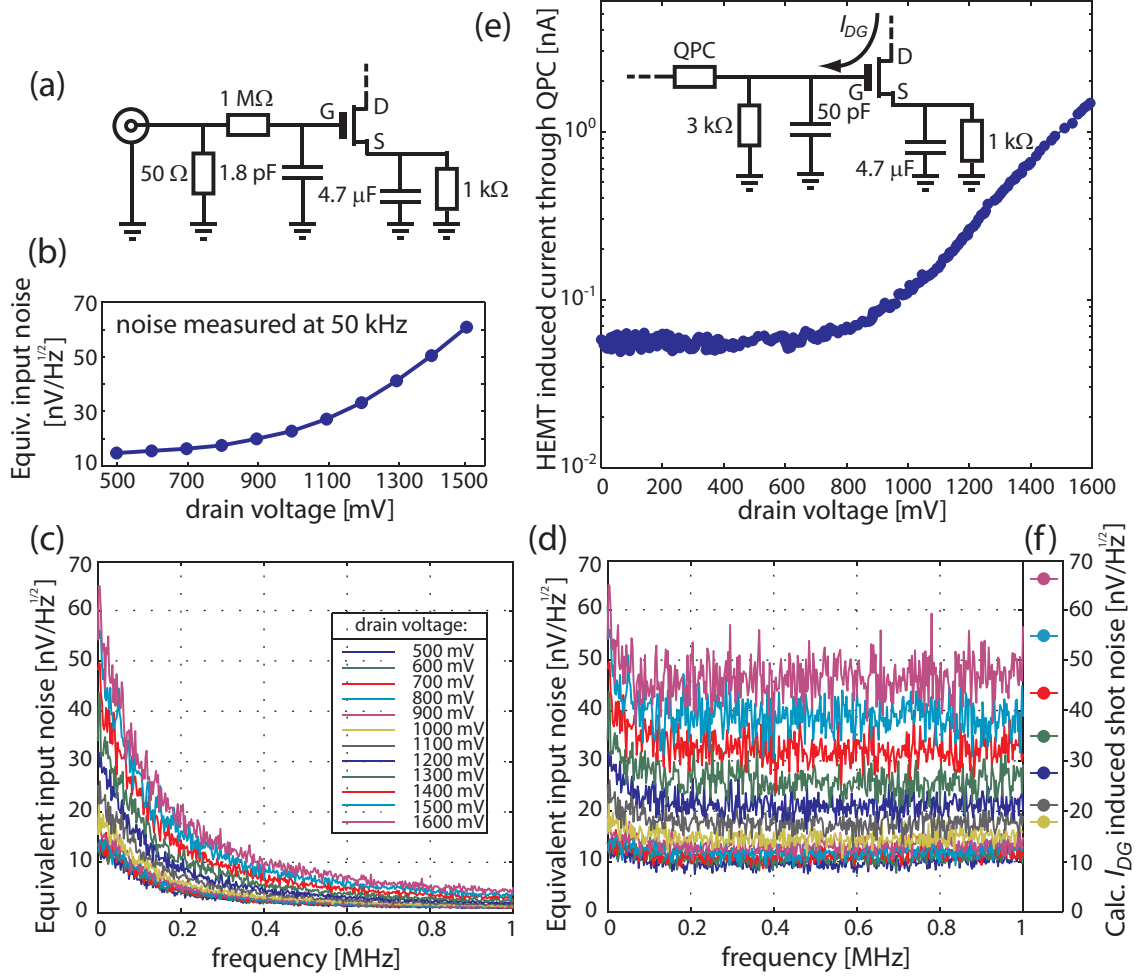 (a)
1 MΩ
G
D
S
50 Ω
1.8 pF
4.7 µF
1 kΩ
(b)
Equiv. input noise
[nV/Hz^1/2]
70
50
30
10
noise measured at 50 kHz
500 700 900 1100 1300 1500
drain voltage [mV]
(e)
HEMT induced current through QPC [nA]
10^0
10^-1
10^-2
I_DG
QPC
D
G
S
3 kΩ
50 pF
4.7 µF
1 kΩ
0 200 400 600 800 1000 1200 1400 1600
drain voltage [mV]
(c)
Equivalent input noise [nV/Hz^1/2]
70
60
50
40
30
20
10
0
drain voltage:
500 mV
600 mV
700 mV
800 mV
900 mV
1000 mV
1100 mV
1200 mV
1300 mV
1400 mV
1500 mV
1600 mV
0 0.2 0.4 0.6 0.8 1
frequency [MHz]
(d)
Equivalent input noise [nV/Hz^1/2]
70
60
50
40
30
20
10
0
0 0.2 0.4 0.6 0.8 1
frequency [MHz]
(f)
70
60
50
40
30
20
10
0
Calc. I_DG induced shot noise [nV/Hz^1/2]